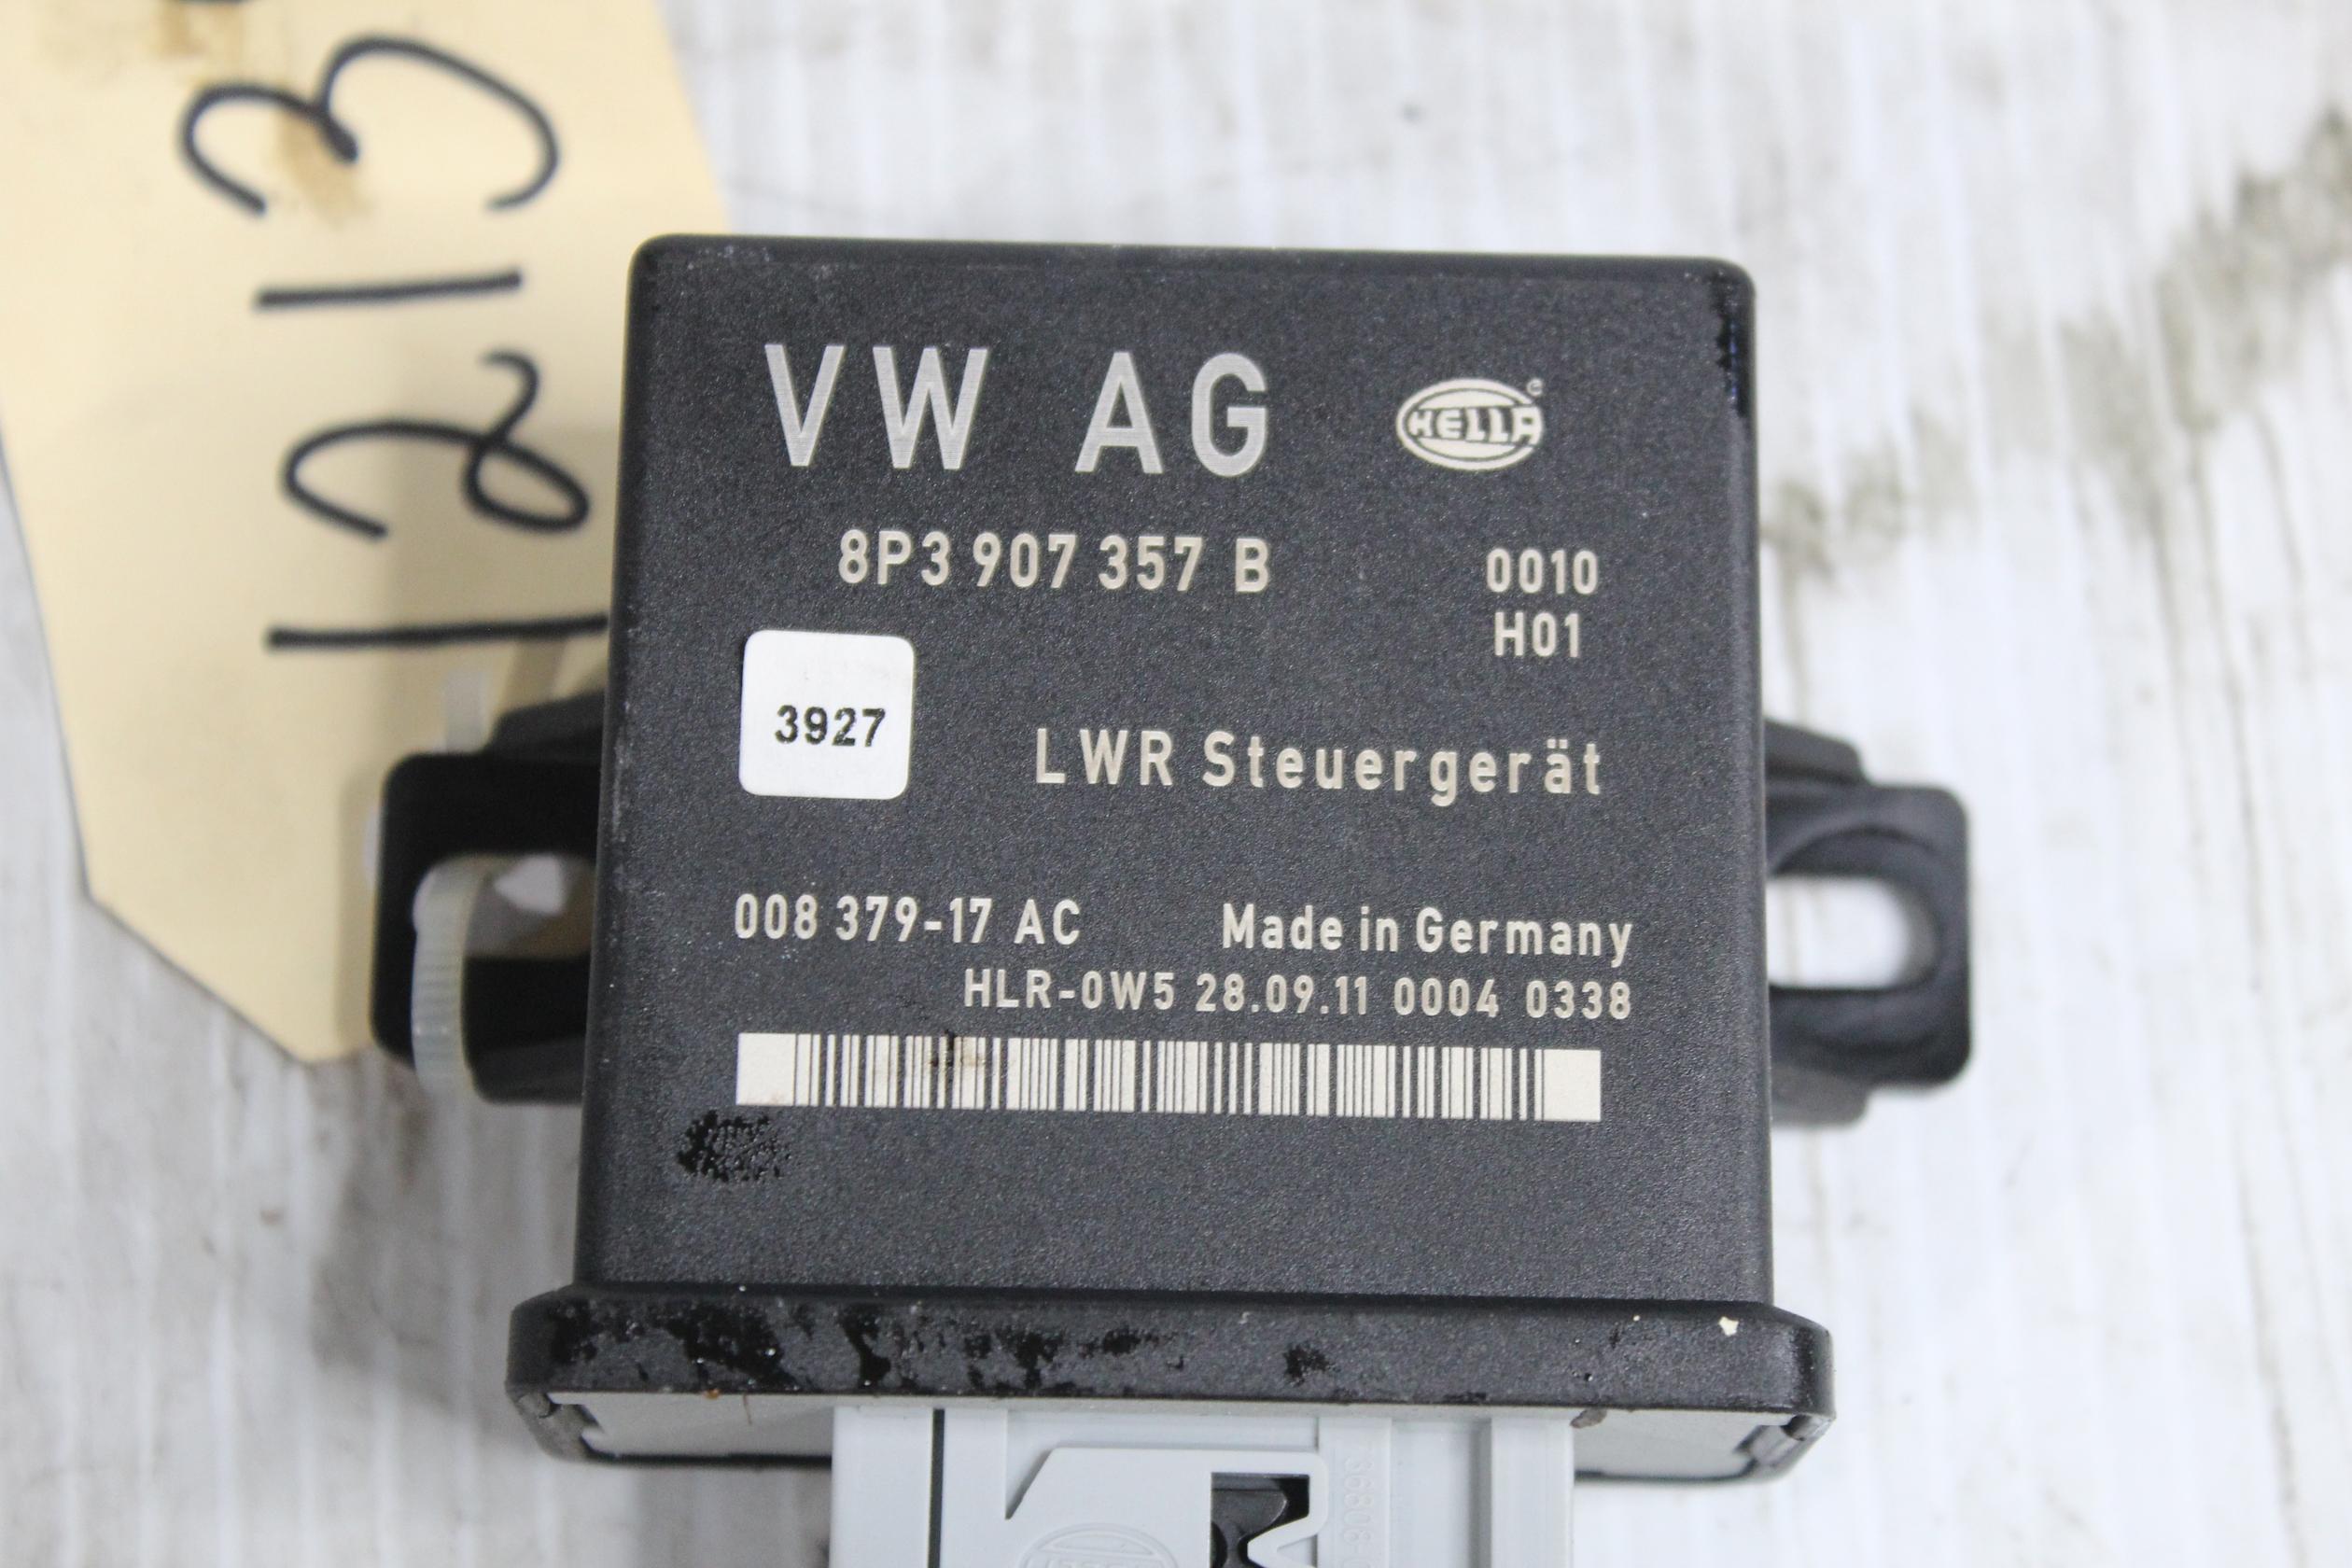 1213
VW AG
HELLA
8P3 907 357 B
0010
H01
3927
LWR Steuergerät
008 379-17 AC
Made in Germany
HLR-0W5 28.09.11 0004 0338